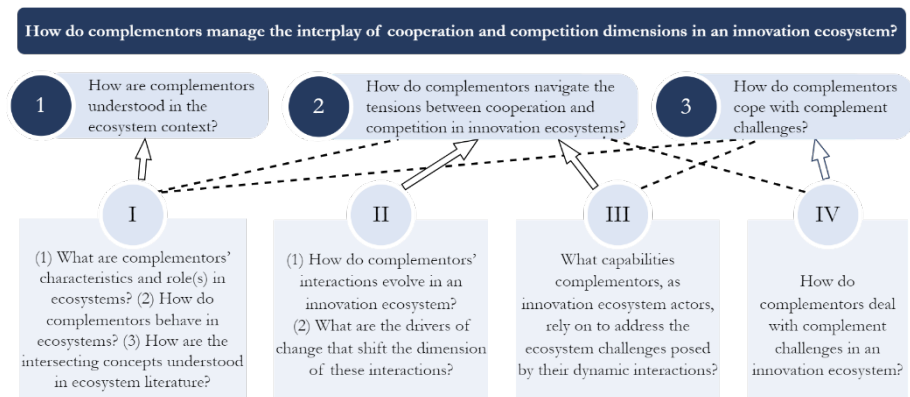 How do complementors manage the interplay of cooperation and competition dimensions in an innovation ecosystem?
1
How are complementors
understood in the
ecosystem context?
2
How do complementors navigate the
tensions between cooperation and
competition in innovation ecosystems?
3
How do complementors
cope with complement
challenges?
I
(1) What are complementors’
characteristics and role(s) in
ecosystems? (2) How do
complementors behave in
ecosystems? (3) How are the
intersecting concepts understood
in ecosystem literature?
II
(1) How do complementors’
interactions evolve in an
innovation ecosystem?
(2) What are the drivers of
change that shift the dimension
of these interactions?
III
What capabilities
complementors, as
innovation ecosystem actors,
rely on to address the
ecosystem challenges posed
by their dynamic interactions?
IV
How do
complementors deal
with complement
challenges in an
innovation ecosystem?